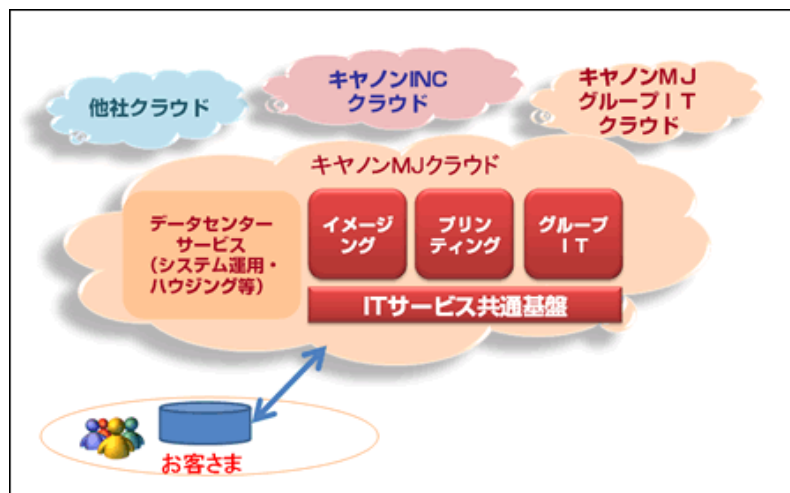 他社クラウド
キヤノンINC
クラウド
キヤノンMJ
グループIT
クラウド
キヤノンMJクラウド
データセンター
サービス
(システム運用・
ハウジング等)
イメージ
ング
プリン
ティング
グループ
IT
ITサービス共通基盤
お客さま